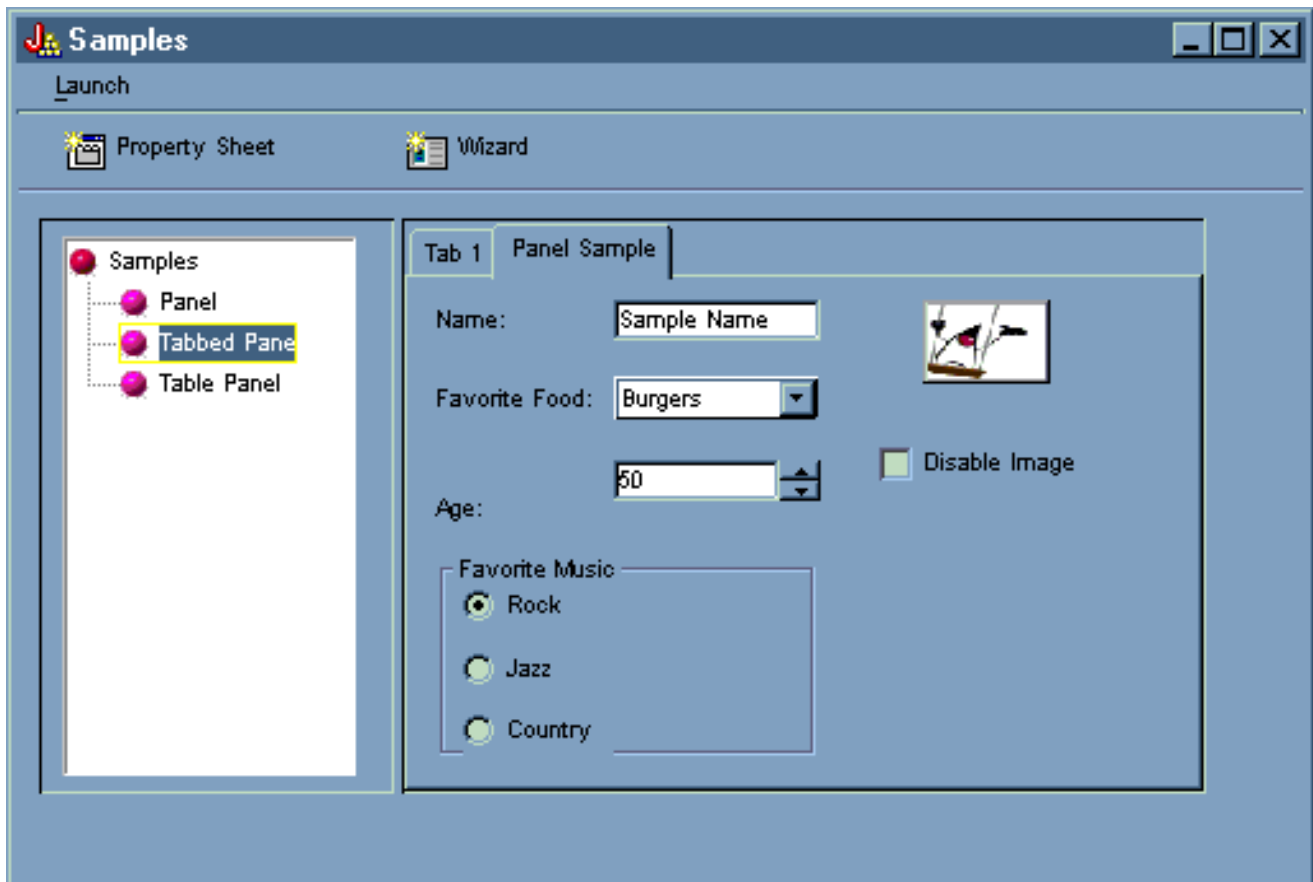 Samples
Launch
Property Sheet
Wizard
Samples
Panel
Tabbed Pane
Table Panel
Tab 1
Panel Sample
Name:
Sample Name
Favorite Food:
Burgers
Age:
50
Disable Image
Favorite Music
Rock
Jazz
Country